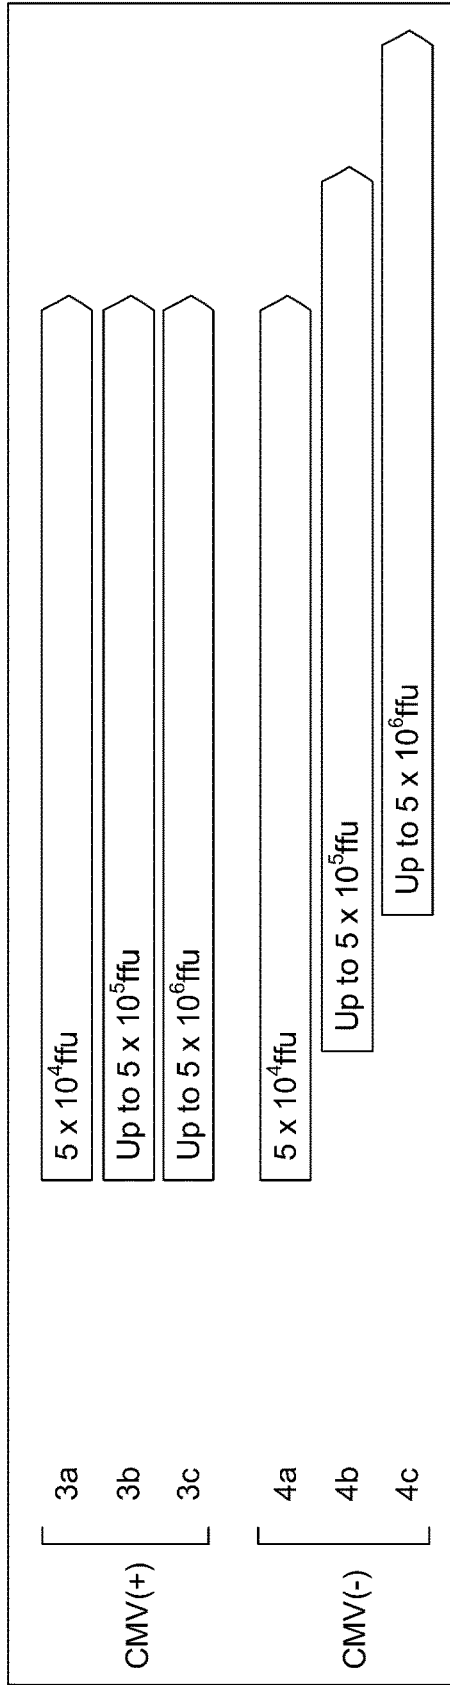 CMV(+)
3a
5 x 10⁴ffu
3b
Up to 5 x 10⁵ffu
3c
Up to 5 x 10⁶ffu
CMV(-)
4a
5 x 10⁴ffu
4b
Up to 5 x 10⁵ffu
4c
Up to 5 x 10⁶ffu